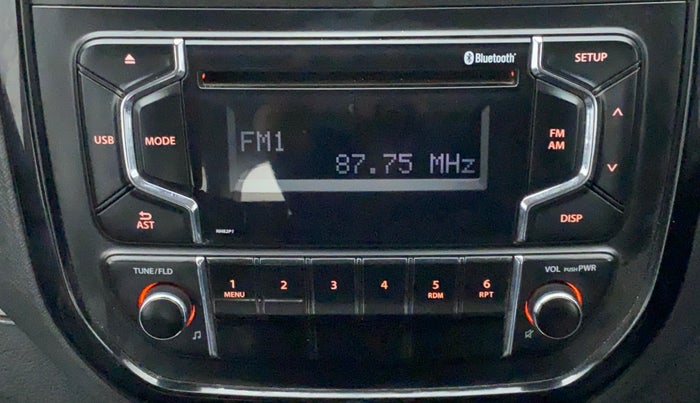 Bluetooth®
SETUP
USB
MODE
FM1
87.75 MHz
FM
AM
AST
DISP
TUNE/FLD
1
MENU
2
3
4
5
RDM
6
RPT
VOL PUSH PWR